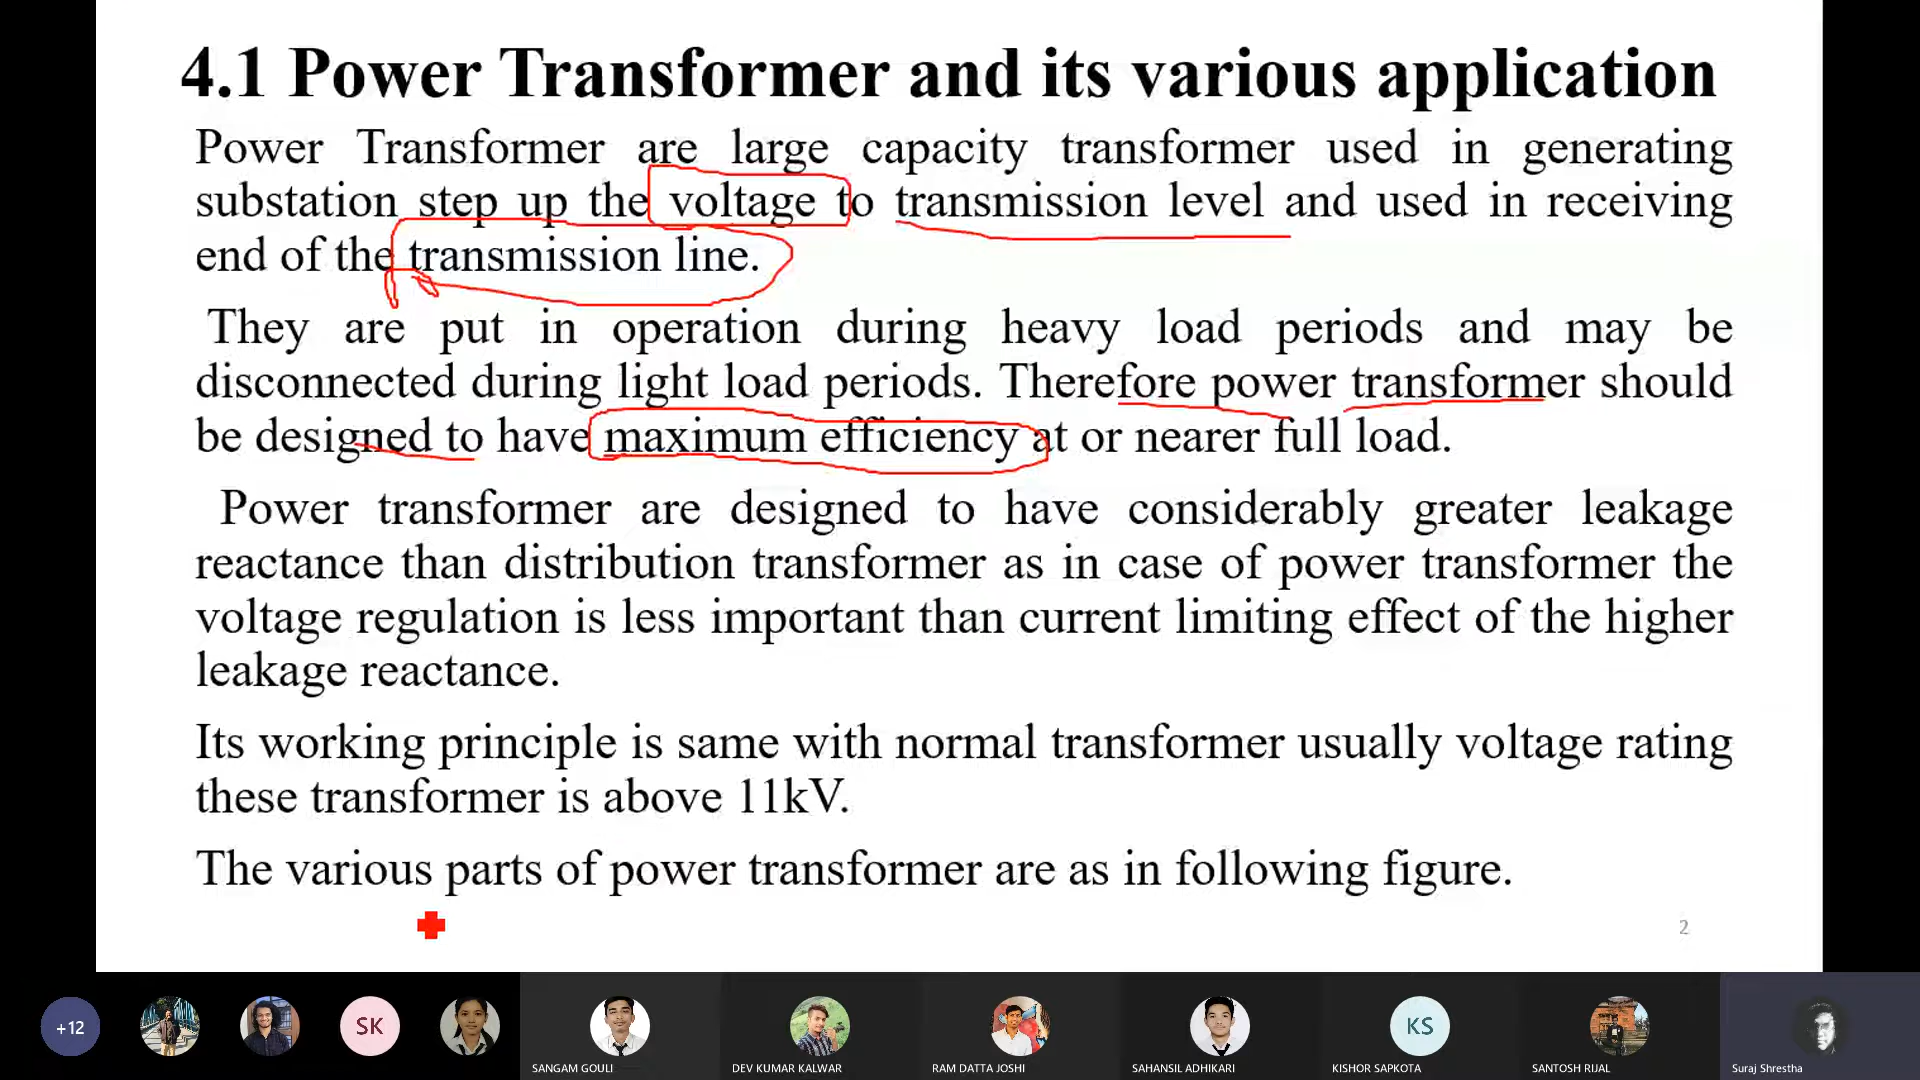 4.1 Power Transformer and its various application
Power Transformer are large capacity transformer used in generating
substation step up the voltage to transmission level and used in receiving
end of the transmission line.
They are put in operation during heavy load periods and may be
disconnected during light load periods. Therefore power transformer should
be designed to have maximum efficiency at or nearer full load.
Power transformer are designed to have considerably greater leakage
reactance than distribution transformer as in case of power transformer the
voltage regulation is less important than current limiting effect of the higher
leakage reactance.
Its working principle is same with normal transformer usually voltage rating
these transformer is above 11kV.
The various parts of power transformer are as in following figure.
2
+12
SK
KS
SANGAM GOULI
DEV KUMAR KALWAR
RAM DATTA JOSHI
SAHANSIL ADHIKARI
KISHOR SAPKOTA
SANTOSH RIJAL
Suraj Shrestha